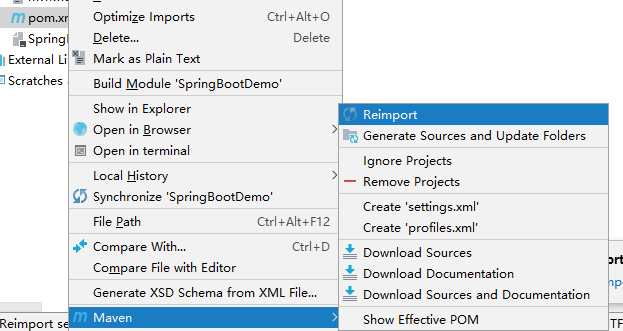 Optimize Imports Ctrl+Alt+O
pom.xm
Delete... Delete
SpringB
Mark as Plain Text
External Li
Scratches a
Build Module 'SpringBootDemo'
Show in Explorer
Open in Browser
Open in terminal
Local History
Synchronize 'SpringBootDemo'
File Path Ctrl+Alt+F12
Compare With... Ctrl+D
Compare File with Editor
Generate XSD Schema from XML File...
Maven
Reimport
Generate Sources and Update Folders
Ignore Projects
Remove Projects
Create 'settings.xml'
Create 'profiles.xml'
Download Sources
Download Documentation
Download Sources and Documentation
Show Effective POM
Reimport se